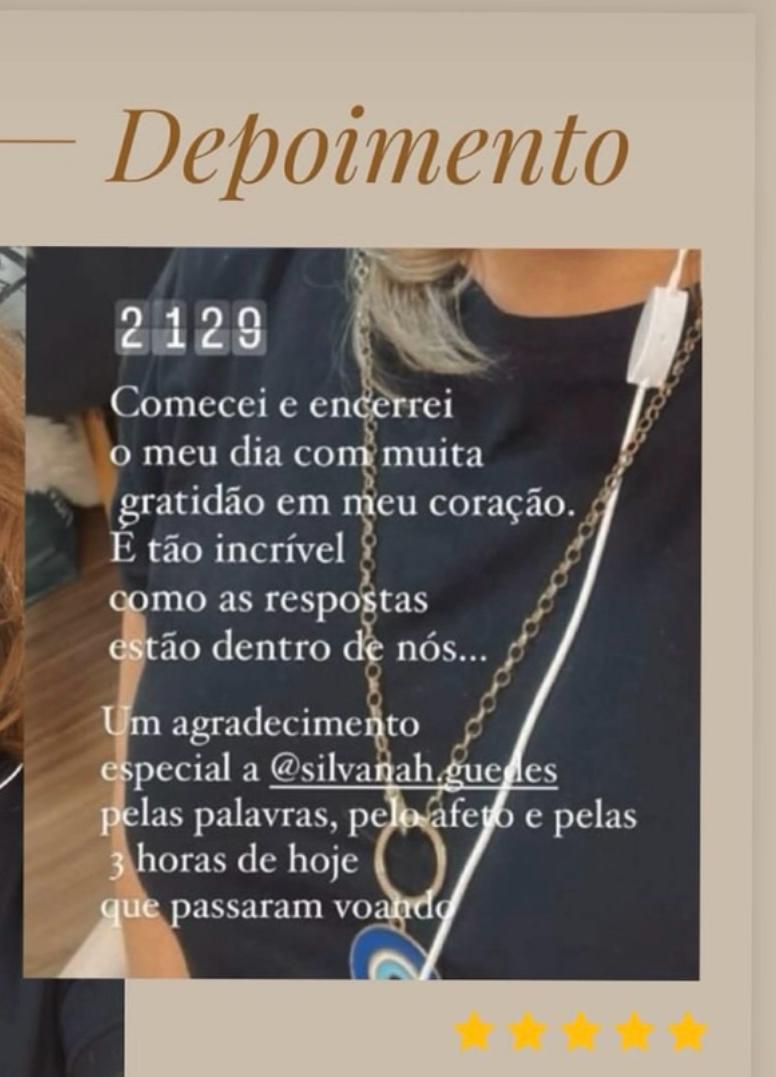 Depoimento
2129
Comecei e encerrei
o meu dia com muita
gratidão em meu coração.
É tão incrível
como as respostas
estão dentro de nós...
Um agradecimento
especial a @silvanah.guedes
pelas palavras, pelo afeto e pelas
3 horas de hoje
que passaram voando